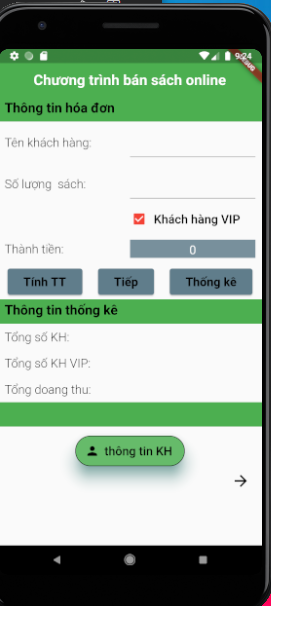 9:24
Chương trình bán sách online
Thông tin hóa đơn
Tên khách hàng:
Số lượng sách:
Khách hàng VIP
Thành tiền: 0
Tính TT Tiếp Thống kê
Thông tin thống kê
Tổng số KH:
Tổng số KH VIP:
Tổng doang thu:
thông tin KH